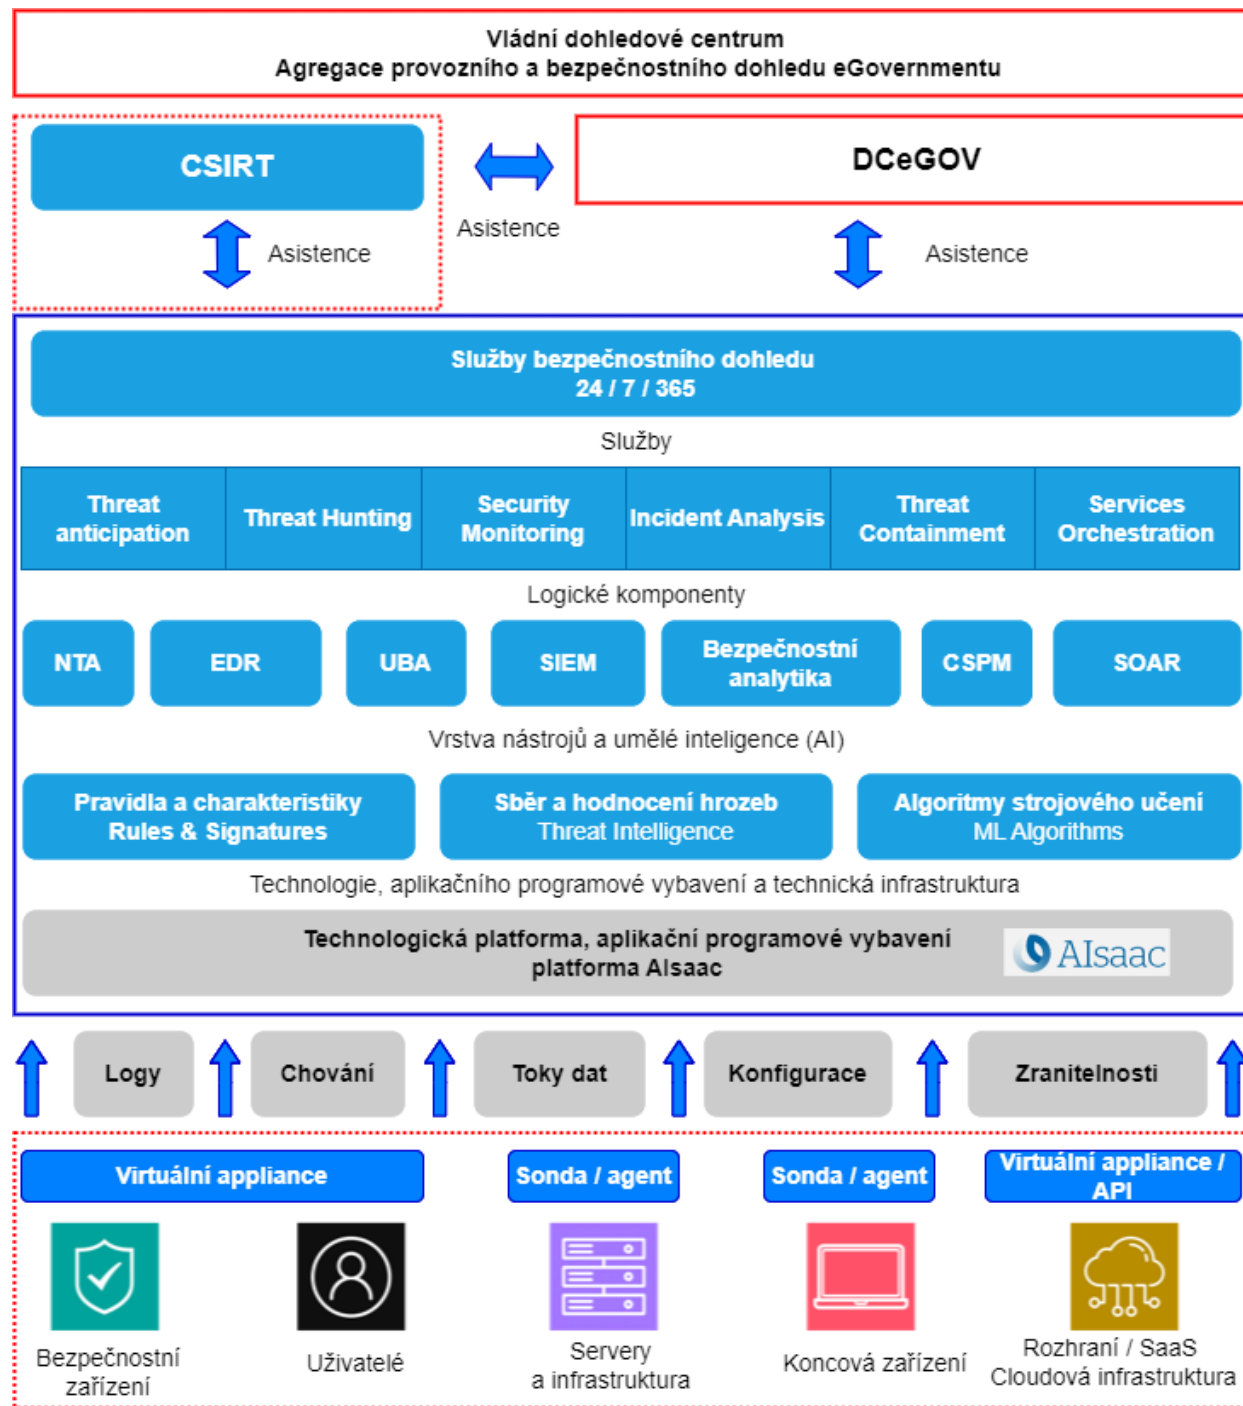 Vládní dohledové centrum
Agregace provozního a bezpečnostního dohledu eGovernmentu
CSIRT
DCeGOV
Asistence
Asistence
Asistence
Služby bezpečnostního dohledu
24 / 7 / 365
Služby
Threat
anticipation
Threat Hunting
Security
Monitoring
Incident Analysis
Threat
Containment
Services
Orchestration
Logické komponenty
NTA
EDR
UBA
SIEM
Bezpečnostní
analytika
CSPM
SOAR
Vrstva nástrojů a umělé inteligence (AI)
Pravidla a charakteristiky
Rules & Signatures
Sběr a hodnocení hrozeb
Threat Intelligence
Algoritmy strojového učení
ML Algorithms
Technologie, aplikačního programové vybavení a technická infrastruktura
Technologická platforma, aplikační programové vybavení
platforma AIsaac
AIsaac
Logy
Chování
Toky dat
Konfigurace
Zranitelnosti
Virtuální appliance
Sonda / agent
Sonda / agent
Virtuální appliance /
API
Bezpečnostní
zařízení
Uživatelé
Servery
a infrastruktura
Koncová zařízení
Rozhraní / SaaS
Cloudová infrastruktura